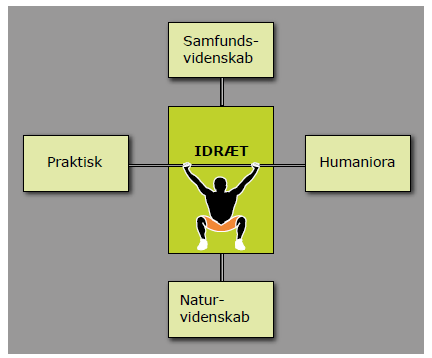 Samfunds-
videnskab
IDRÆT
Praktisk
Humaniora
Natur-
videnskab